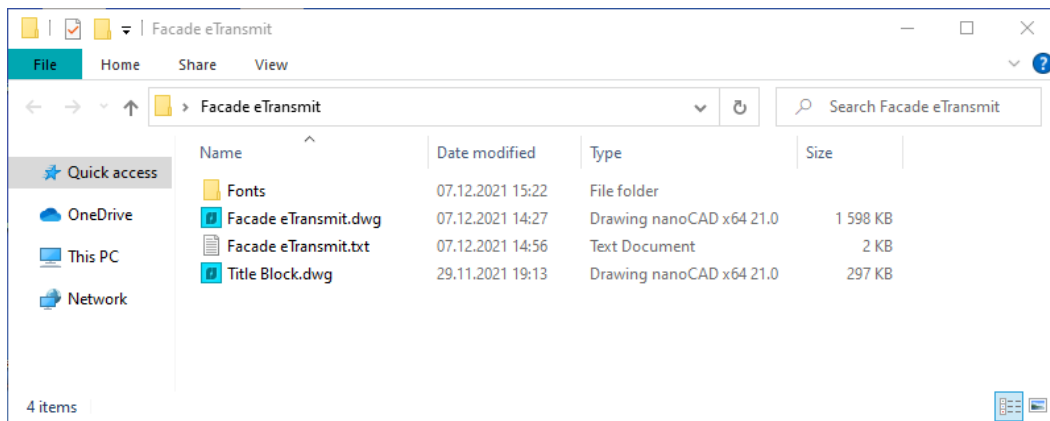 Facade eTransmit
File Home Share View
Facade eTransmit Search Facade eTransmit
Name Date modified Type Size
Quick access
OneDrive
This PC
Network
Fonts 07.12.2021 15:22 File folder
Facade eTransmit.dwg 07.12.2021 14:27 Drawing nanoCAD x64 21.0 1 598 KB
Facade eTransmit.txt 07.12.2021 14:56 Text Document 2 KB
Title Block.dwg 29.11.2021 19:13 Drawing nanoCAD x64 21.0 297 KB
4 items